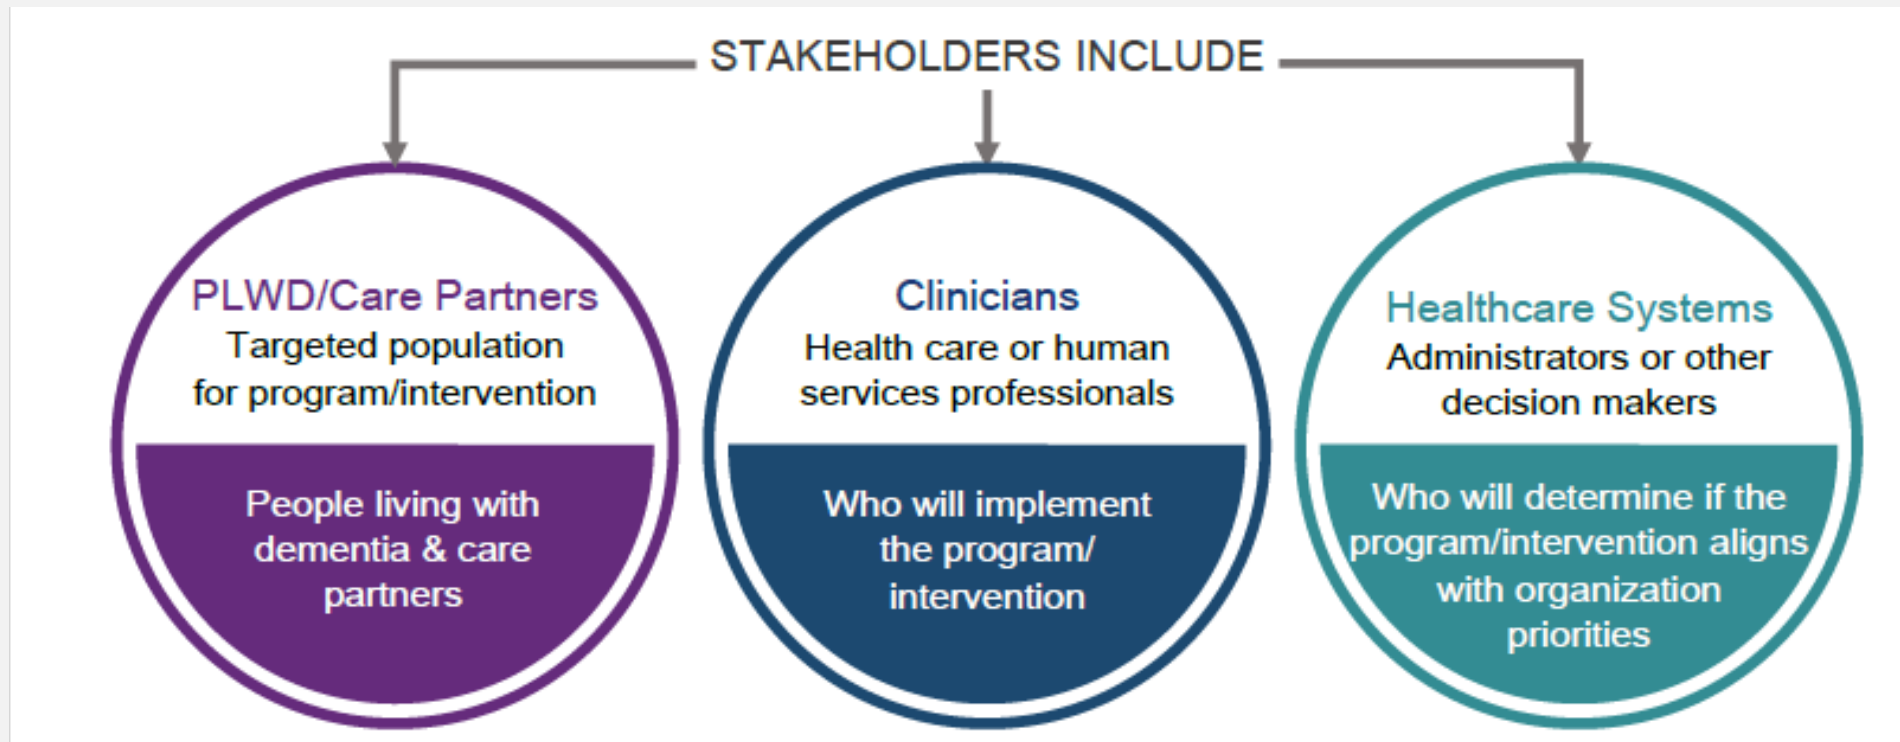 STAKEHOLDERS INCLUDE
PLWD/Care Partners
Targeted population
for program/intervention
People living with
dementia & care
partners
Clinicians
Health care or human
services professionals
Who will implement
the program/
intervention
Healthcare Systems
Administrators or other
decision makers
Who will determine if the
program/intervention aligns
with organization
priorities